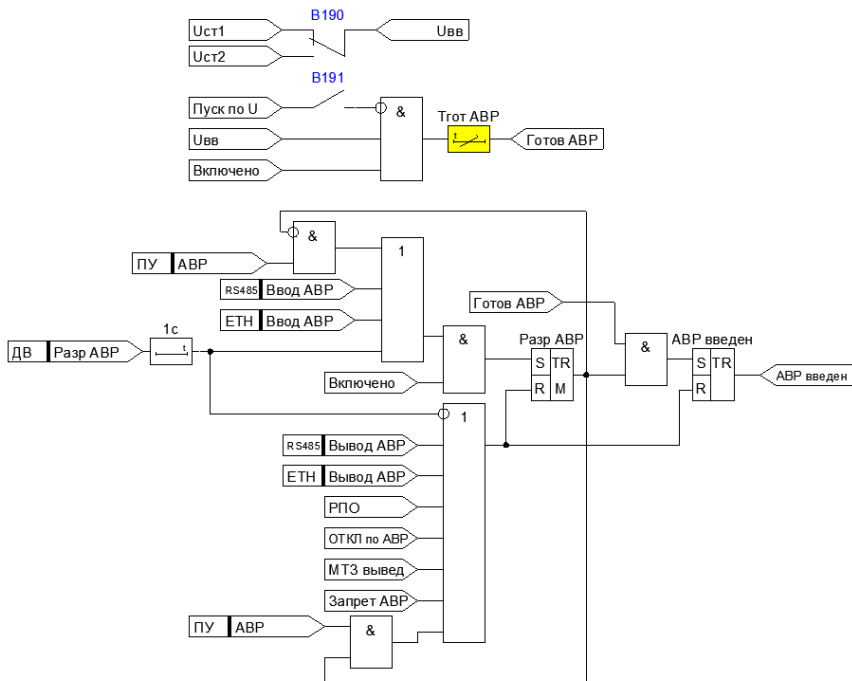 В190
Uст1
Uвв
Uст2
В191
Пуск по U
&
Тгот АВР
t
Uвв
Готов АВР
Включено
&
1
ПУ АВР
RS485 Ввод АВР
Готов АВР
ETH Ввод АВР
1с
Разр АВР
АВР введен
ДВ Разр АВР
t
&
&
S TR
S TR
АВР введен
Включено
R M
R
1
RS485 Вывод АВР
ETH Вывод АВР
РПО
ОТКЛ по АВР
МТЗ вывед
Запрет АВР
ПУ АВР
&